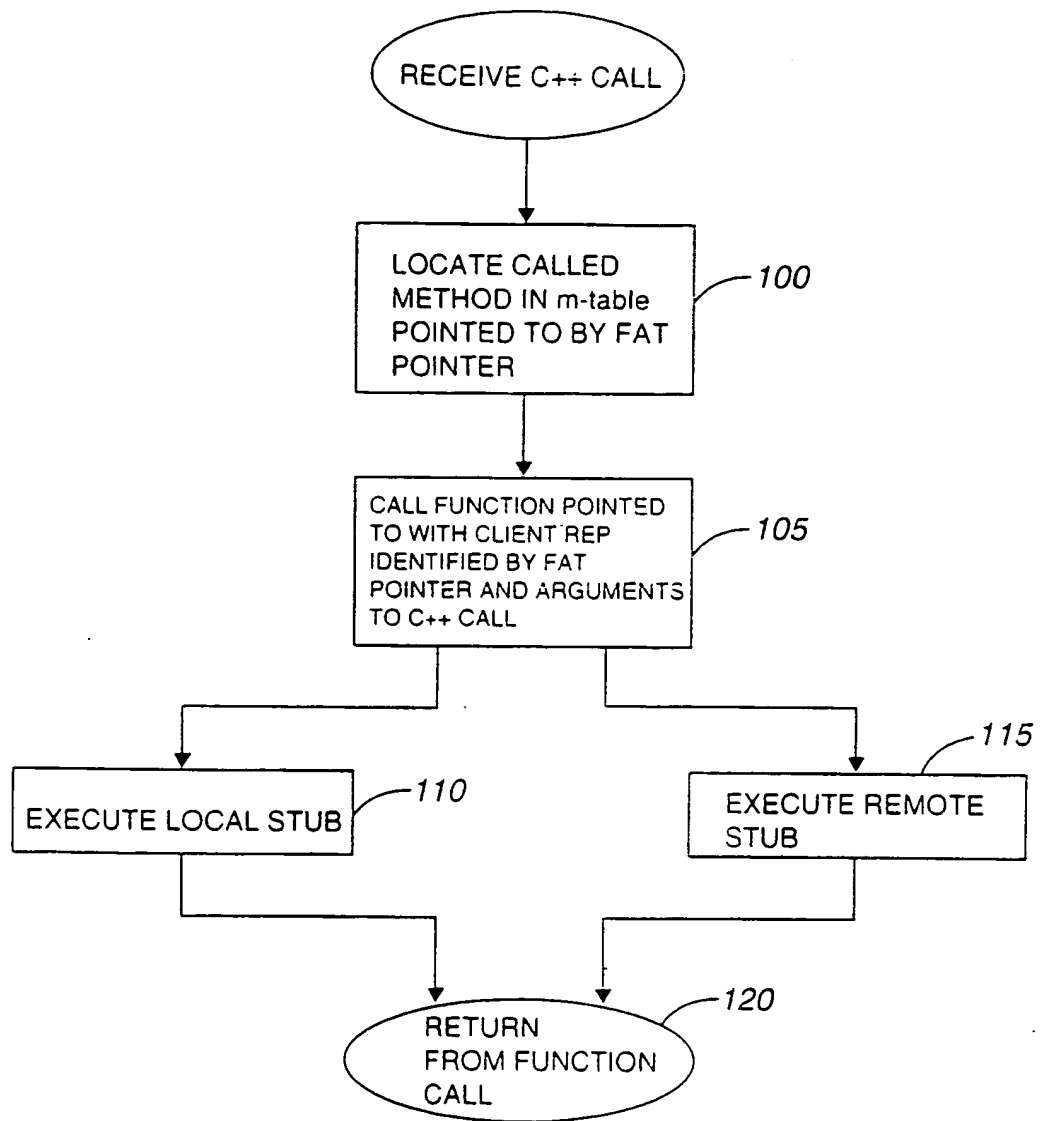 RECEIVE C++ CALL
LOCATE CALLED
METHOD IN m-table
POINTED TO BY FAT
POINTER
100
CALL FUNCTION POINTED
TO WITH CLIENT REP
IDENTIFIED BY FAT
POINTER AND ARGUMENTS
TO C++ CALL
105
EXECUTE LOCAL STUB
110
EXECUTE REMOTE
STUB
115
RETURN
FROM FUNCTION
CALL
120